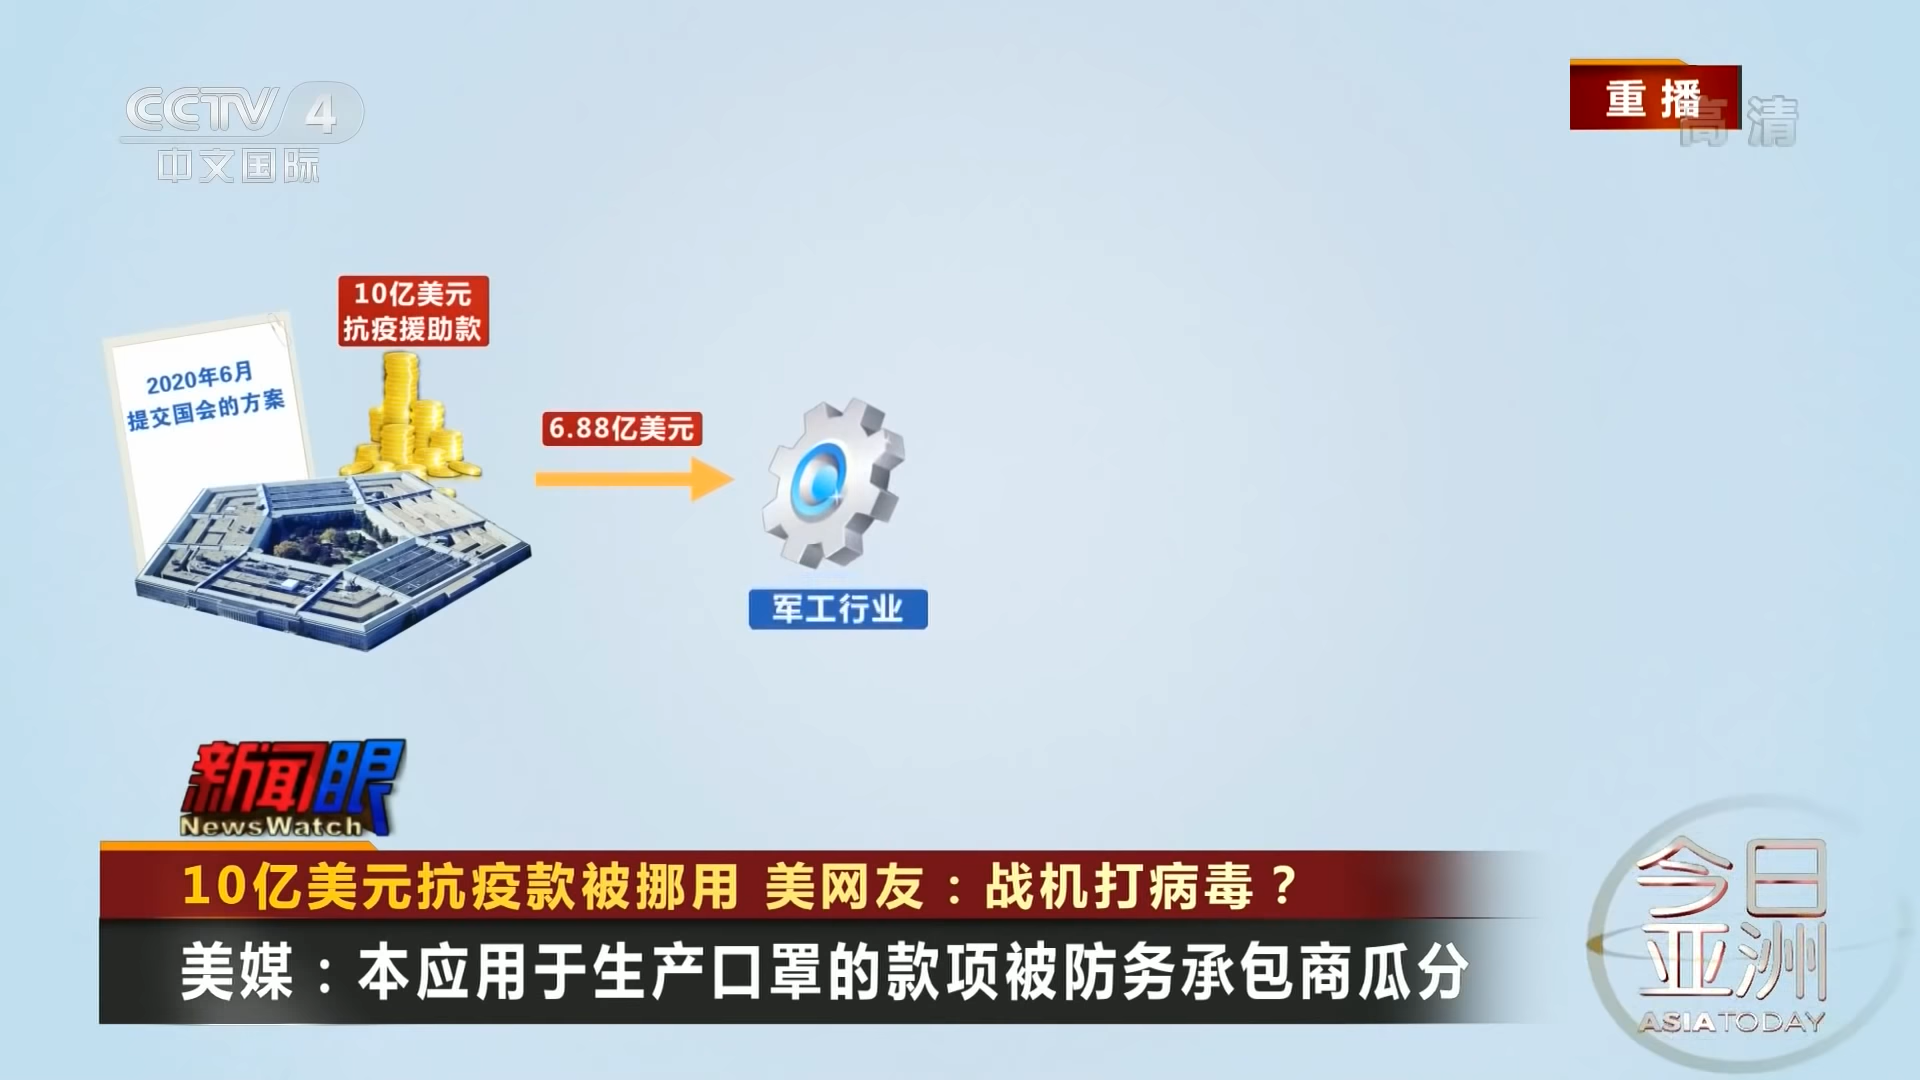 CCTV 4
中文国际
重播
高清
10亿美元
抗疫援助款
2020年6月
提交国会的方案
6.88亿美元
军工行业
新闻眼
NewsWatch
10亿美元抗疫款被挪用 美网友：战机打病毒？
美媒：本应用于生产口罩的款项被防务承包商瓜分
今日
亚洲
ASIATODAY